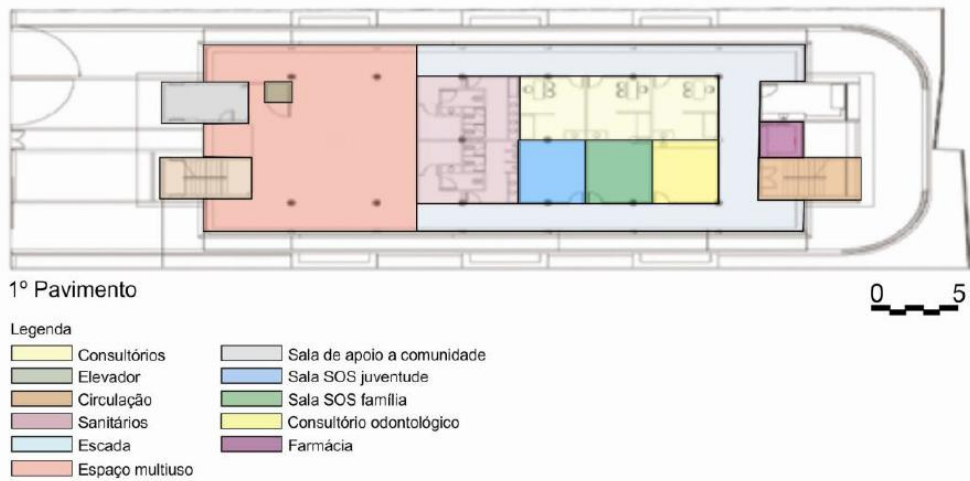 1º Pavimento
0 5
Legenda
Consultórios
Elevador
Circulação
Sanitários
Escada
Espaço multiuso
Sala de apoio a comunidade
Sala SOS juventude
Sala SOS família
Consultório odontológico
Farmácia